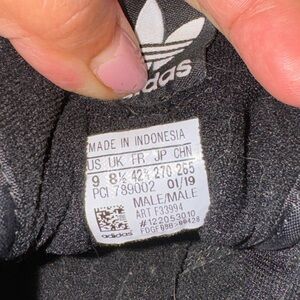 adidas
MADE IN INDONESIA
US UK FR JP CHN
9 8½ 42⅔ 270 265
PCI 789002 01/19
MALE/MALE
ART F33994
#122053010
adidas